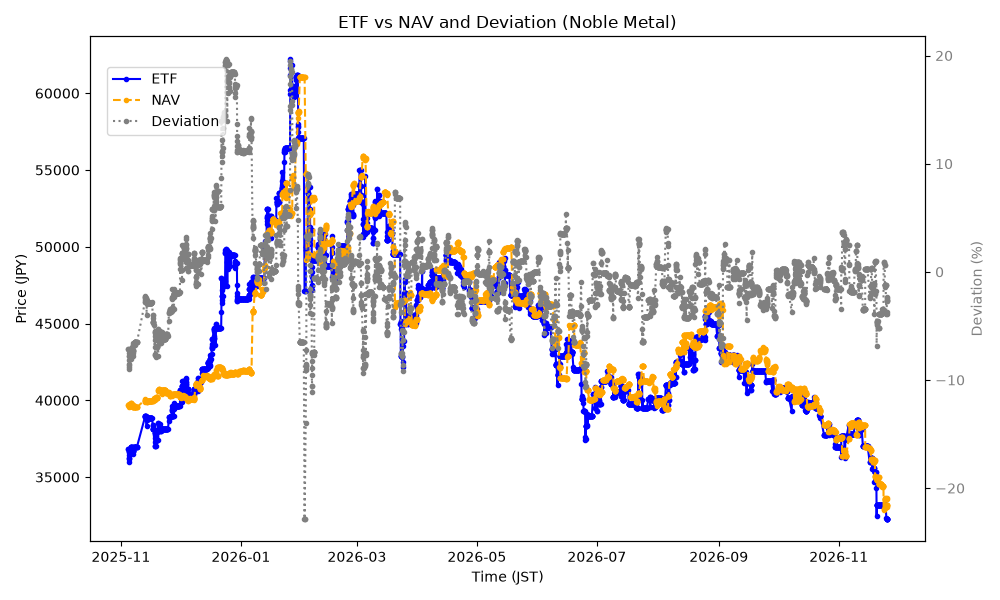 ETF vs NAV and Deviation (Noble Metal)
ETF
NAV
Deviation
Price (JPY)
60000
55000
50000
45000
40000
35000
20
10
0
−10
−20
Deviation (%)
2025-11 2026-01 2026-03 2026-05 2026-07 2026-09 2026-11
Time (JST)